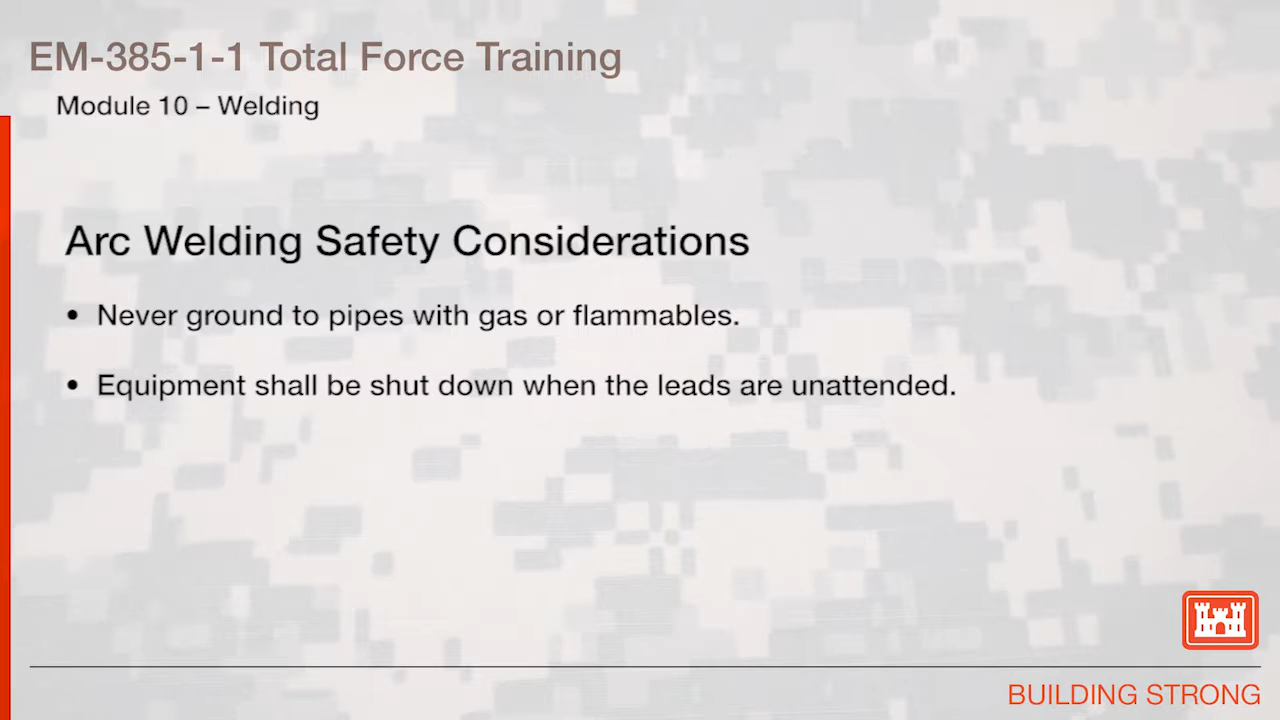 EM-385-1-1 Total Force Training
Module 10 – Welding
Arc Welding Safety Considerations
• Never ground to pipes with gas or flammables.
• Equipment shall be shut down when the leads are unattended.
BUILDING STRONG